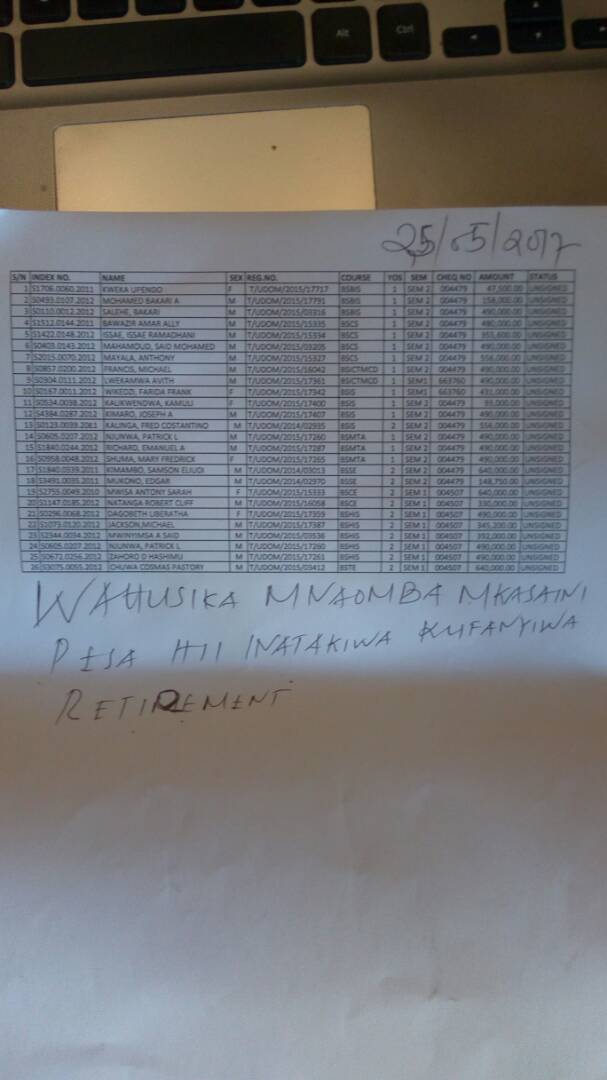 Alt Ctrl
25/05/2017
S/N INDEX NO. NAME SEX REG.NO. COURSE YOS SEM CHEQ NO AMOUNT STATUS
1 S1706.0060.2011 KWEKA UPENDO F T/UDOM/2015/17717 BSBIS 1 SEM 2 004479 47,500.00 UNSIGNED
2 S0493.0107.2012 MOHAMED BAKARI A M T/UDOM/2015/17791 BSBIS 1 SEM 2 004479 158,000.00 UNSIGNED
3 S0110.0012.2012 SALEHE, BAKARI M T/UDOM/2015/03316 BSBIS 1 SEM 2 004479 490,000.00 UNSIGNED
4 S1512.0144.2011 BAWAZIR AMAR ALLY M T/UDOM/2015/15335 BSCS 1 SEM 2 004479 490,000.00 UNSIGNED
5 S1422.0148.2012 ISSAE, ISSAE RAMADHANI M T/UDOM/2015/15334 BSCS 1 SEM 2 004479 UNSIGNED
6 S0403.0143.2012 MAHAMOUD, SAID MOHAMED M T/UDOM/2015/03205 BSCS 1 SEM 2 004479 490,000.00 UNSIGNED
7 S2015.0070.2012 MAYALA, ANTHONY M T/UDOM/2015/15327 BSCS 1 SEM 2 004479 556,000.00 UNSIGNED
8 S0857.0200.2012 FRANCIS, MICHAEL M T/UDOM/2015/16042 BSICTMCD 1 SEM 2 004479 490,000.00 UNSIGNED
9 S0304.0111.2012 LWEKAMWA AVITH M T/UDOM/2015/17361 BSICTMCD 1 SEM1 663760 490,000.00 UNSIGNED
10 S0167.0011.2012 WIKEDZI, FARIDA FRANK F T/UDOM/2015/17342 BSIS 1 SEM1 663760 431,000.00 UNSIGNED
11 S0534.0038.2012 KALIKWENDWA, KAMULI F T/UDOM/2015/17400 BSIS 1 SEM 2 004479 UNSIGNED
12 S4384.0287.2012 KIMARO, JOSEPH A M T/UDOM/2015/17407 BSIS 1 SEM 2 004479 490,000.00 UNSIGNED
13 KALINGA, FRED COSTANTINO M T/UDOM/2014/02935 BSIS 2 SEM 2 004479 556,000.00 UNSIGNED
14 S0605.0207.2012 NJUNWA, PATRICK L M T/UDOM/2015/17260 BSMTA 1 SEM 2 004479 490,000.00 UNSIGNED
15 S1840.0144.2012 RICHARD, EMANUEL A M T/UDOM/2015/17287 BSMTA 1 SEM 2 004479 490,000.00 UNSIGNED
16 S0958.0048.2012 SHUMA, MARY FREDRICK F T/UDOM/2015/17265 BSMTA 1 SEM 2 004479 490,000.00 UNSIGNED
17 S1840.0339.2011 KIMAMBO, SAMSON ELIUDI M T/UDOM/2014/03013 BSSE 2 SEM 2 004479 640,000.00 UNSIGNED
18 S3491.0035.2011 MUKONO, EDGAR M T/UDOM/2014/02970 BSSE 2 SEM 2 004479 148,750.00 UNSIGNED
19 S2755.0049.2010 MWISA ANTONY SARAH F T/UDOM/2015/15333 BSCE 2 SEM 1 004507 640,000.00 UNSIGNED
20 S1147.0185.2012 NATANGA ROBERT CLIFF M T/UDOM/2015/16058 BSCE 2 SEM 1 004507 330,000.00 UNSIGNED
21 S0296.0068.2012 DAGOBETH LIBERATHA F T/UDOM/2015/17359 BSHIS 2 SEM 1 004507 490,000.00 UNSIGNED
22 S1073.0120.2012 JACKSON,MICHAEL M T/UDOM/2015/17387 BSHIS 2 SEM 1 004507 345,200.00 UNSIGNED
23 S2344.0034.2012 MWINYIMSA A SAID M T/UDOM/2015/03536 BSHIS 2 SEM 1 004507 392,000.00 UNSIGNED
24 S0605.0207.2012 NJUNWA, PATRICK L M T/UDOM/2015/17260 BSHIS 2 SEM 1 004507 490,000.00 UNSIGNED
25 S0672.0256.2012 ZAHORO D HASHIMU M T/UDOM/2015/17261 BSHIS 2 SEM 1 004507 490,000.00 UNSIGNED
26 S3075.0055.2012 CHUWA COSMAS PASTORY M T/UDOM/2015/03412 BSTE 2 SEM 1 004507 640,000.00 UNSIGNED
WAHUSIKA MNAOMBA MKASAINI
PESA HII INATAKIWA KUFANYIWA
RETIREMENT